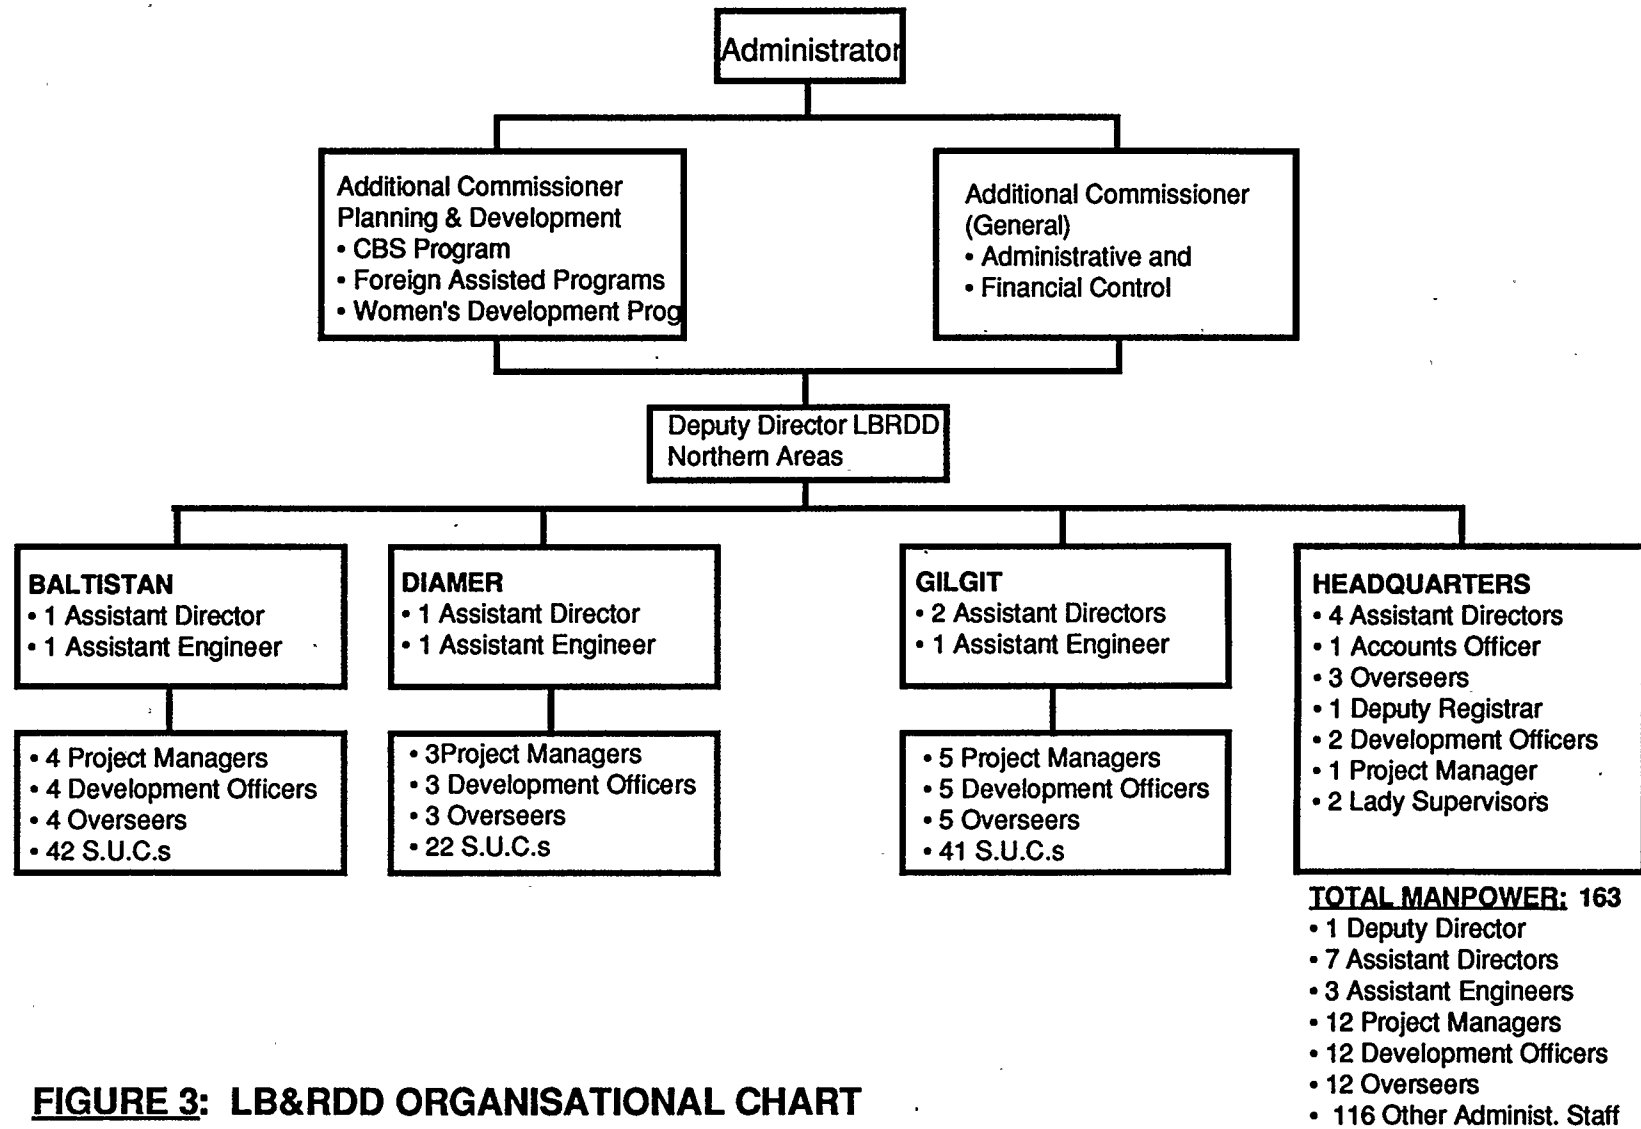 Administrator
Additional Commissioner
Planning & Development
• CBS Program
• Foreign Assisted Programs
• Women's Development Prog
Additional Commissioner
(General)
• Administrative and
• Financial Control
Deputy Director LBRDD
Northern Areas
BALTISTAN
• 1 Assistant Director
• 1 Assistant Engineer
DIAMER
• 1 Assistant Director
• 1 Assistant Engineer
GILGIT
• 2 Assistant Directors
• 1 Assistant Engineer
HEADQUARTERS
• 4 Assistant Directors
• 1 Accounts Officer
• 3 Overseers
• 1 Deputy Registrar
• 2 Development Officers
• 1 Project Manager
• 2 Lady Supervisors
• 4 Project Managers
• 4 Development Officers
• 4 Overseers
• 42 S.U.C.s
• 3Project Managers
• 3 Development Officers
• 3 Overseers
• 22 S.U.C.s
• 5 Project Managers
• 5 Development Officers
• 5 Overseers
• 41 S.U.C.s
TOTAL MANPOWER: 163
• 1 Deputy Director
• 7 Assistant Directors
• 3 Assistant Engineers
• 12 Project Managers
• 12 Development Officers
• 12 Overseers
• 116 Other Administ. Staff
FIGURE 3: LB&RDD ORGANISATIONAL CHART